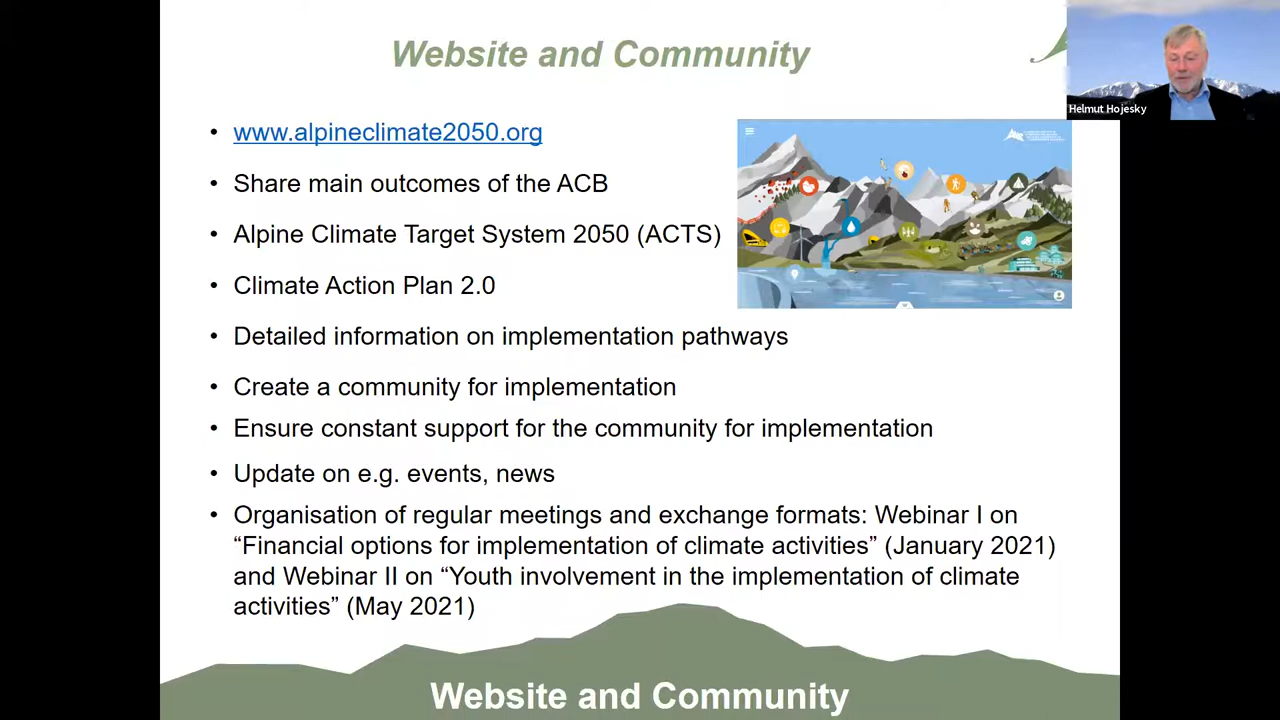 Website and Community
Helmut Hojesky
• www.alpineclimate2050.org
• Share main outcomes of the ACB
• Alpine Climate Target System 2050 (ACTS)
• Climate Action Plan 2.0
• Detailed information on implementation pathways
• Create a community for implementation
• Ensure constant support for the community for implementation
• Update on e.g. events, news
• Organisation of regular meetings and exchange formats: Webinar I on
“Financial options for implementation of climate activities” (January 2021)
and Webinar II on “Youth involvement in the implementation of climate
activities” (May 2021)
Website and Community